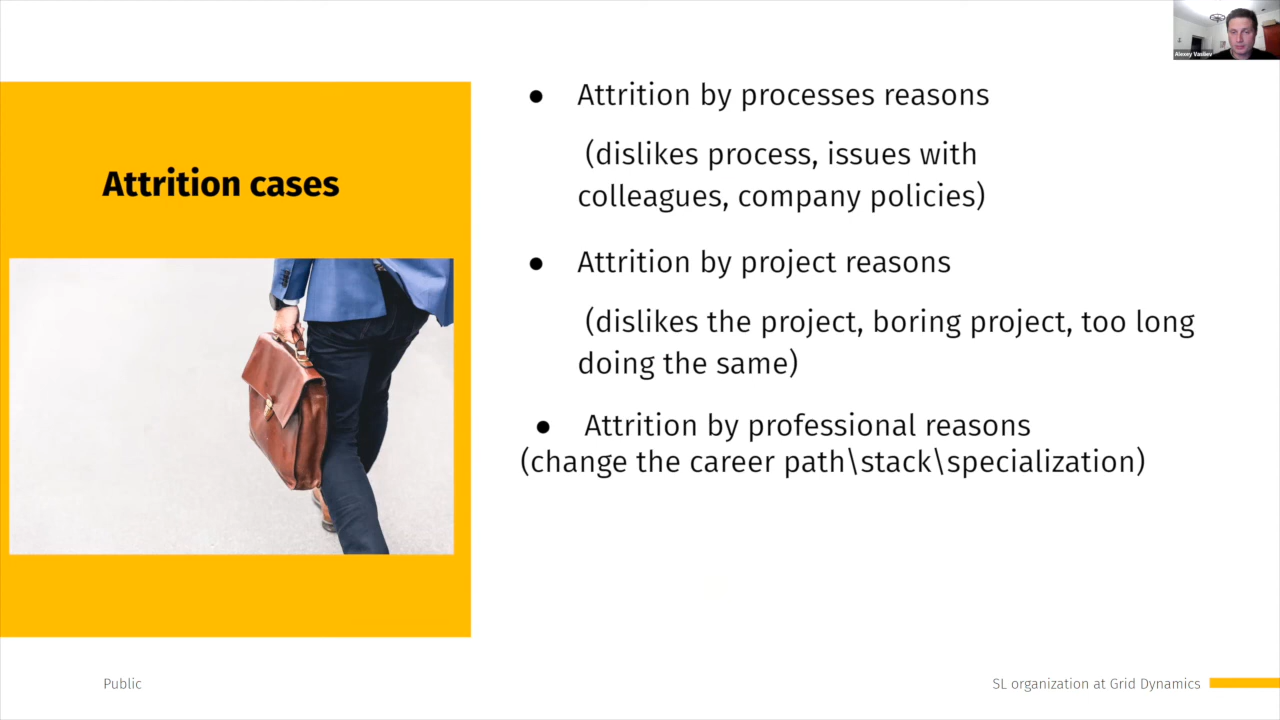 Alexey Vasilev
Attrition cases
● Attrition by processes reasons
(dislikes process, issues with
colleagues, company policies)
● Attrition by project reasons
(dislikes the project, boring project, too long
doing the same)
● Attrition by professional reasons
(change the career path\stack\specialization)
Public
SL organization at Grid Dynamics